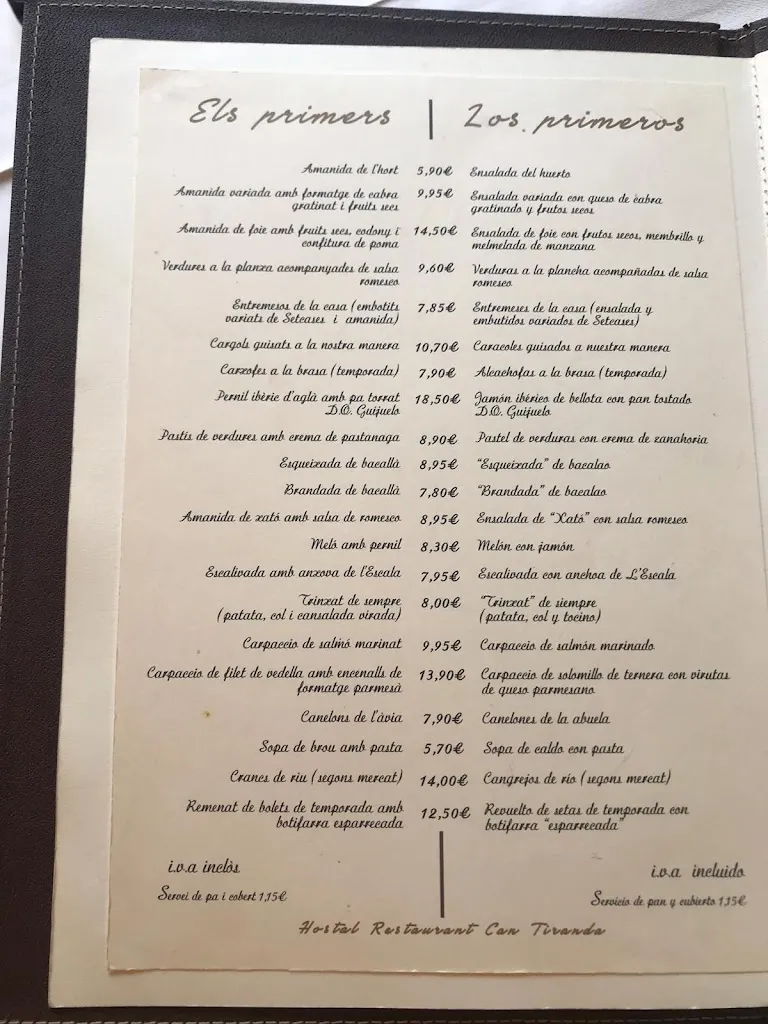 Els primers | Los primeros
Amanida de l'hort 5,90€ Ensalada del huerto
Amanida variada amb formatge de cabra 9,95€ Ensalada variada con queso de cabra
gratinat i fruits secs gratinado y frutos secos
Amanida de foie amb fruits secs, codony i 14,50€ Ensalada de foie con frutos secos, membrillo y
confitura de poma melmelada de manzana
Verdures a la planxa acompanyades de salsa 9,60€ Verduras a la plancha acompañadas de salsa
romesco romesco
Entremesos de la casa (embotits 7,85€ Entremeses de la casa (ensalada y
variats de Setcases i amanida) embutidos variados de Setcases)
Cargols guisats a la nostra manera 10,70€ Caracoles guisados a nuestra manera
Carxofes a la brasa (temporada) 7,90€ Alcachofas a la brasa (temporada)
Pernil ibèric d'aglà amb pa torrat 18,50€ Jamón ibérico de bellota con pan tostado
D.O. Guijuelo D.O. Guijuelo
Pastís de verdures amb crema de pastanaga 8,90€ Pastel de verduras con crema de zanahoria
Esqueixada de bacallà 8,95€ "Esqueixada" de bacalao
Brandada de bacallà 7,80€ "Brandada" de bacalao
Amanida de xató amb salsa de romesco 8,95€ Ensalada de "Xató" con salsa romesco
Meló amb pernil 8,30€ Melón con jamón
Escalivada amb anxova de l'Escala 7,95€ Escalivada con anchoa de L'Escala
Trinxat de sempre 8,00€ "Trinxat" de siempre
(patata, col i cansalada virada) (patata, col y tocino)
Carpaccio de salmó marinat 9,95€ Carpaccio de salmón marinado
Carpaccio de filet de vedella amb encenalls de 13,90€ Carpaccio de solomillo de ternera con virutas
formatge parmesà de queso parmesano
Canelons de l'àvia 7,90€ Canelones de la abuela
Sopa de brou amb pasta 5,70€ Sopa de caldo con pasta
Crancs de riu (segons mercat) 14,00€ Cangrejos de río (segons mercat)
Remenat de bolets de temporada amb 12,50€ Revuelto de setas de temporada con
botifarra esparrecada botifarra "esparrecada"
i.v.a inclòs i.v.a incluido
Servei de pa i cobert 1,15€ Servicio de pan y cubierto 1,15€
Hostal Restaurant Can Tiranda